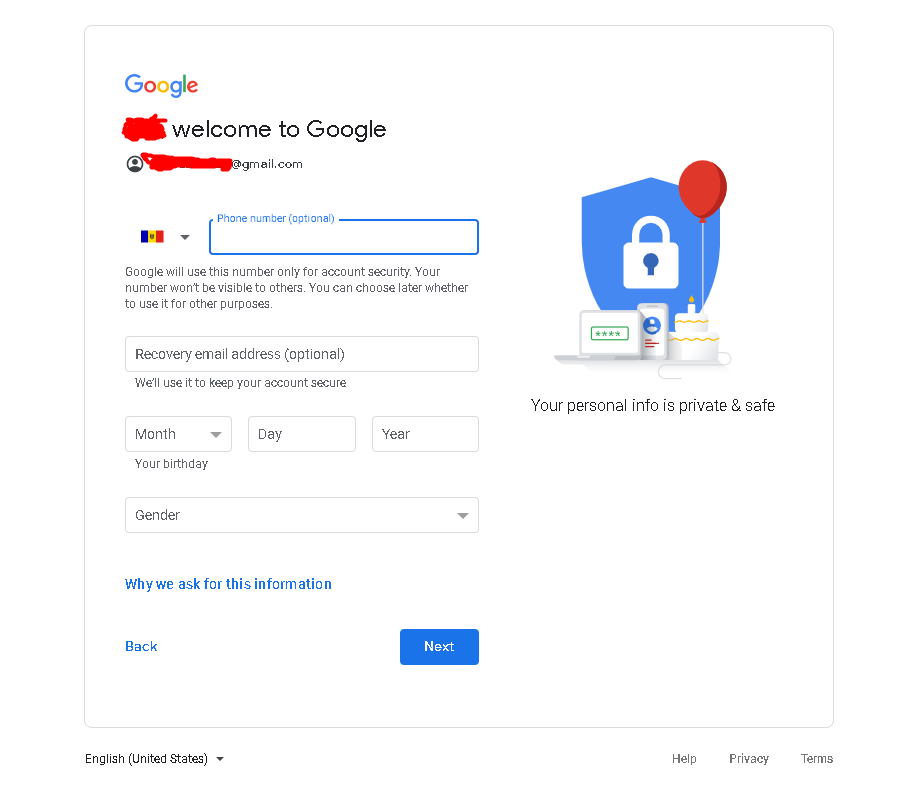 Google
welcome to Google
@gmail.com
Phone number (optional)
Google will use this number only for account security. Your
number won't be visible to others. You can choose later whether
to use it for other purposes.
Recovery email address (optional)
We'll use it to keep your account secure
Month
Day
Year
Your birthday
Gender
Why we ask for this information
Back
Next
****
Your personal info is private & safe
English (United States)
Help
Privacy
Terms